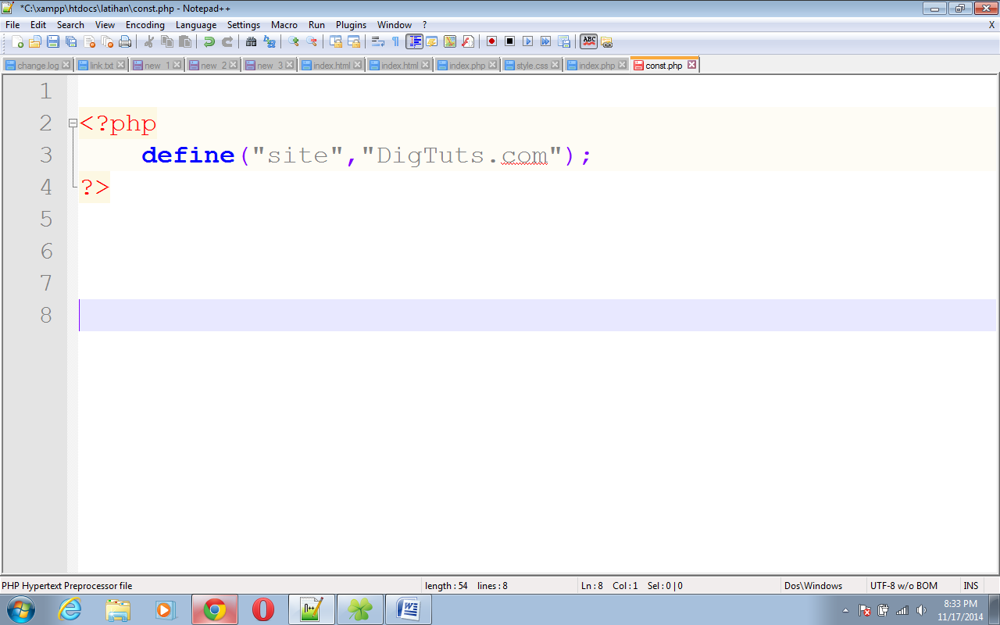 *C:\xampp\htdocs\latihan\const.php - Notepad++
File Edit Search View Encoding Language Settings Macro Run Plugins Window ? X
ABC
change.log link.txt new 1 new 2 new 3 index.html index.html index.php style.css index.php const.php
1
2 <?php
3 define("site","DigTuts.com");
4 ?>
5
6
7
8
PHP Hypertext Preprocessor file length : 54 lines : 8 Ln : 8 Col : 1 Sel : 0 | 0 Dos\Windows UTF-8 w/o BOM INS
8:33 PM
11/17/2014